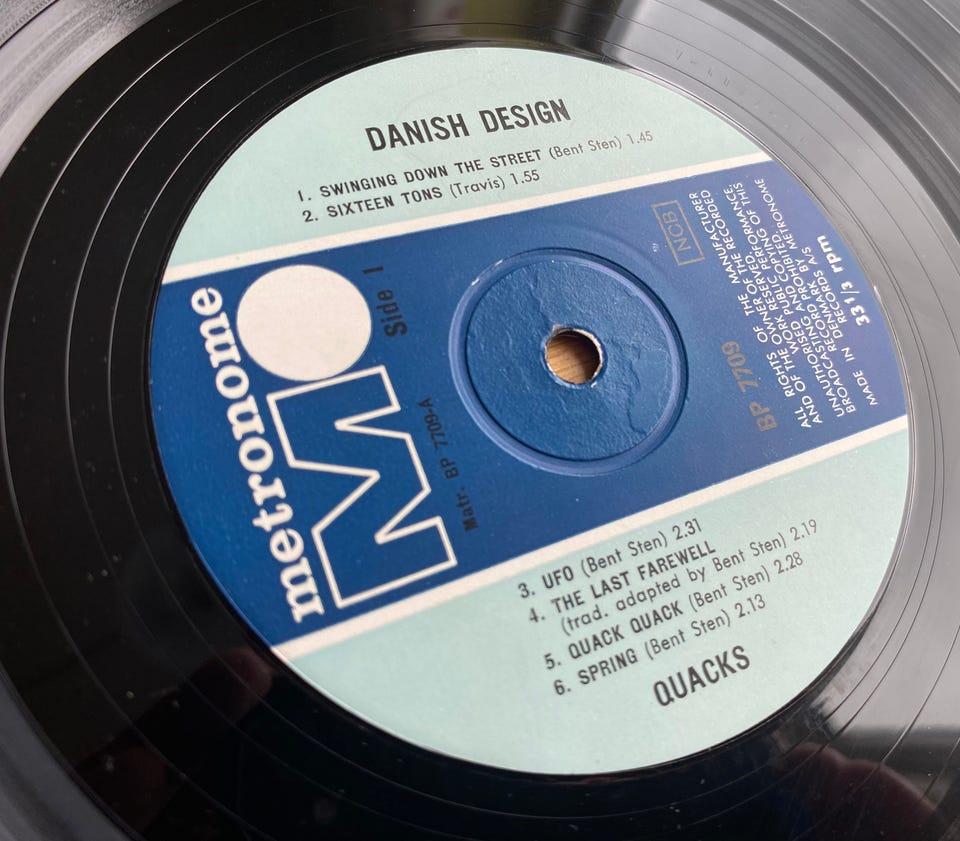 DANISH DESIGN
1. SWINGING DOWN THE STREET (Bent Sten) 1.45
2. SIXTEEN TONS (Travis) 1.55
metronome
M
Side 1
Matr. BP 7709-A
NCB
BP 7709
ALL RIGHTS OF THE MANUFACTURER
AND OF THE OWNER OF THE RECORDED
WORK RESERVED.
UNAUTHORISED PUBLIC PERFORMANCE,
BROADCASTING AND COPYING OF THIS
RECORD PROHIBITED
MADE IN DENMARK BY METRONOME
RECORDS A/S
33 1/3 rpm
3. UFO (Bent Sten) 2.31
4. THE LAST FAREWELL
(trad. adapted by Bent Sten) 2.19
5. QUACK QUACK (Bent Sten) 2.28
6. SPRING (Bent Sten) 2.13
QUACKS